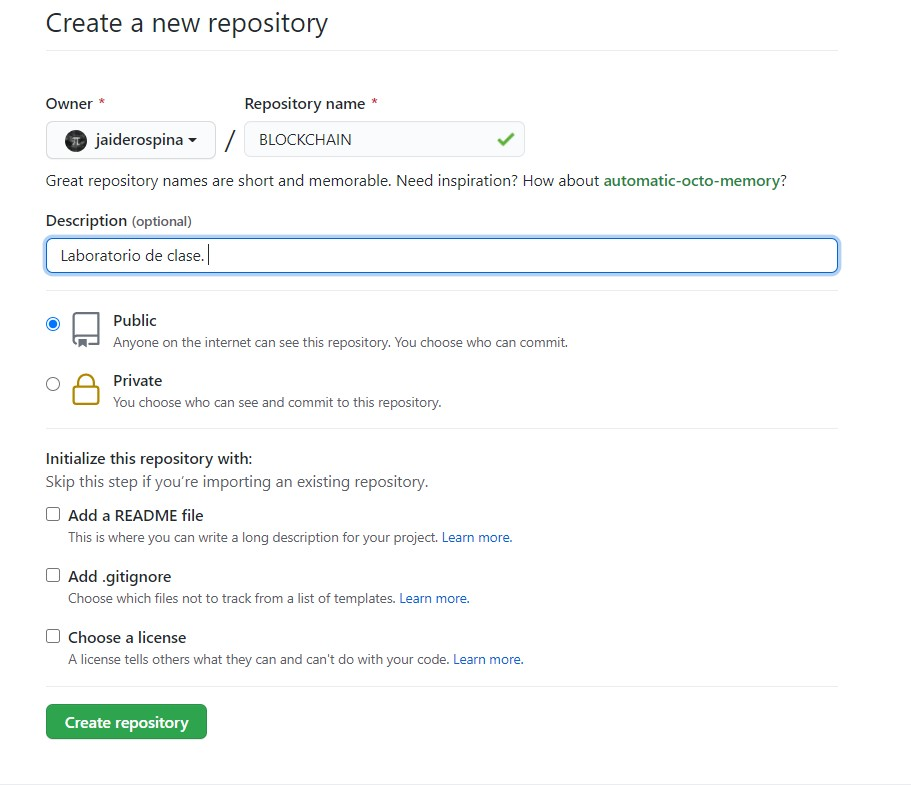 Create a new repository
Owner * Repository name *
jaiderospina / BLOCKCHAIN
Great repository names are short and memorable. Need inspiration? How about automatic-octo-memory?
Description (optional)
Laboratorio de clase.
Public
Anyone on the internet can see this repository. You choose who can commit.
Private
You choose who can see and commit to this repository.
Initialize this repository with:
Skip this step if you’re importing an existing repository.
Add a README file
This is where you can write a long description for your project. Learn more.
Add .gitignore
Choose which files not to track from a list of templates. Learn more.
Choose a license
A license tells others what they can and can't do with your code. Learn more.
Create repository